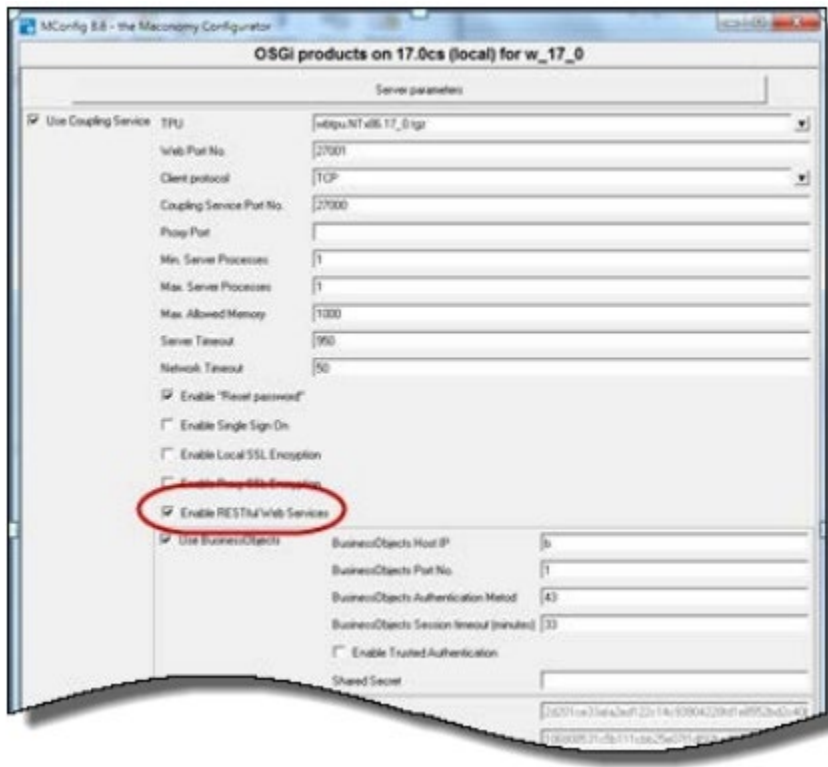 MConfig 8.6 - the Maconomy Configurator
OSGi products on 17.0cs (local) for w_17_0
Server parameters
Use Coupling Service TPU
Web Port No. 27001
Client protocol TCP
Coupling Service Port No. 27000
Proxy Port
Min. Server Processes 1
Max. Server Processes 1
Max. Allowed Memory 1000
Server Timeout 950
Network Timeout 50
Enable "Reset password"
Enable Single Sign On
Enable Local SSL Encryption
Enable Proxy SSL Encryption
Enable RESTful Web Services
Use BusinessObjects BusinessObjects Host IP b
BusinessObjects Port No. 1
BusinessObjects Authentication Metod 43
BusinessObjects Session timeout (minutes) 33
Enable Trusted Authentication
Shared Secret